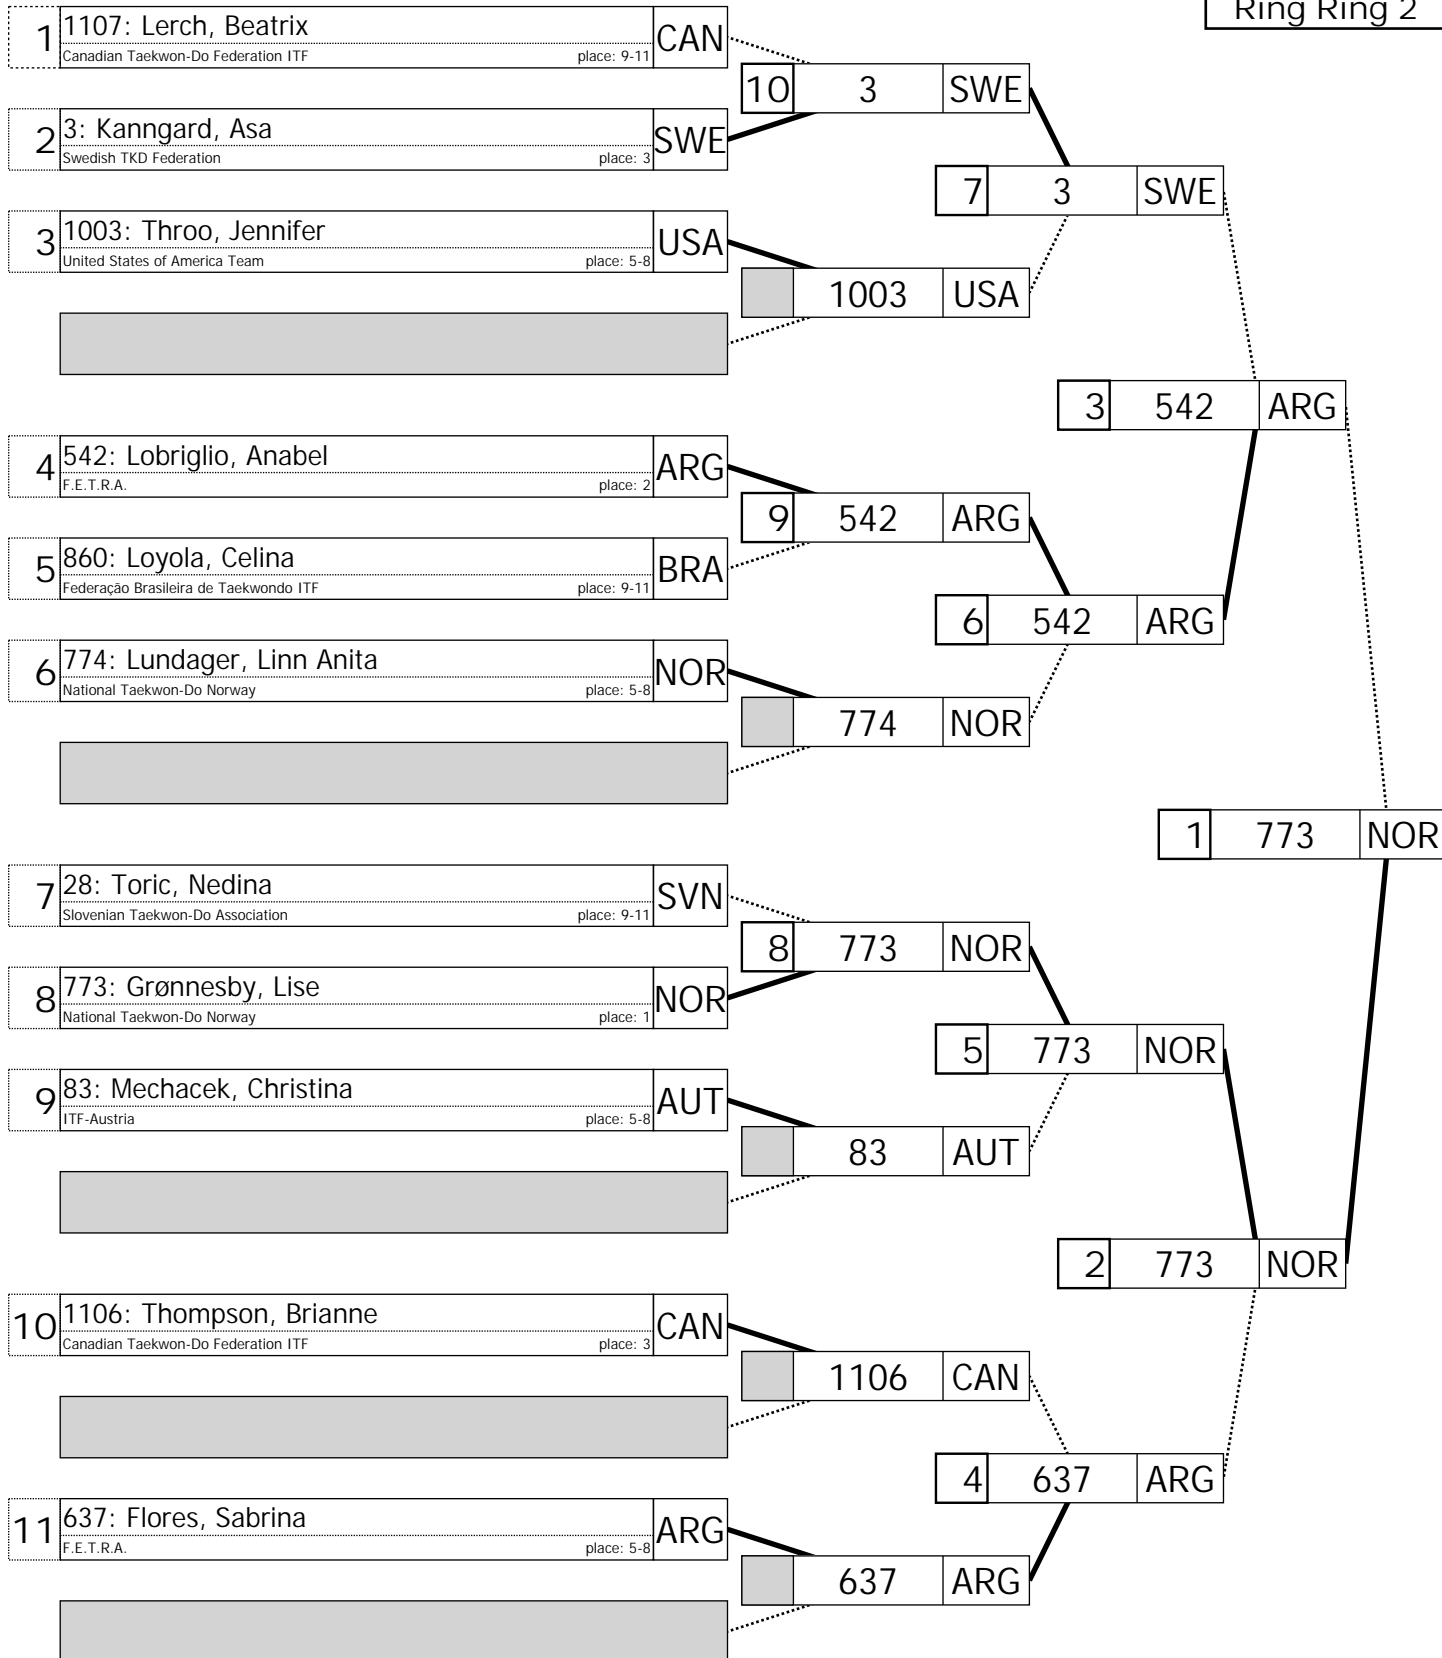 Ring Ring 2
1
1107: Lerch, Beatrix
Canadian Taekwon-Do Federation ITF
place: 9-11
CAN
10 3 SWE
2
3: Kanngard, Asa
Swedish TKD Federation
place: 3
SWE
7 3 SWE
3
1003: Throo, Jennifer
United States of America Team
place: 5-8
USA
1003 USA
3 542 ARG
4
542: Lobriglio, Anabel
F.E.T.R.A.
place: 2
ARG
9 542 ARG
5
860: Loyola, Celina
Federação Brasileira de Taekwondo ITF
place: 9-11
BRA
6 542 ARG
6
774: Lundager, Linn Anita
National Taekwon-Do Norway
place: 5-8
NOR
774 NOR
1 773 NOR
7
28: Toric, Nedina
Slovenian Taekwon-Do Association
place: 9-11
SVN
8 773 NOR
8
773: Grønnesby, Lise
National Taekwon-Do Norway
place: 1
NOR
5 773 NOR
9
83: Mechacek, Christina
ITF-Austria
place: 5-8
AUT
83 AUT
2 773 NOR
10
1106: Thompson, Brianne
Canadian Taekwon-Do Federation ITF
place: 3
CAN
1106 CAN
4 637 ARG
11
637: Flores, Sabrina
F.E.T.R.A.
place: 5-8
ARG
637 ARG